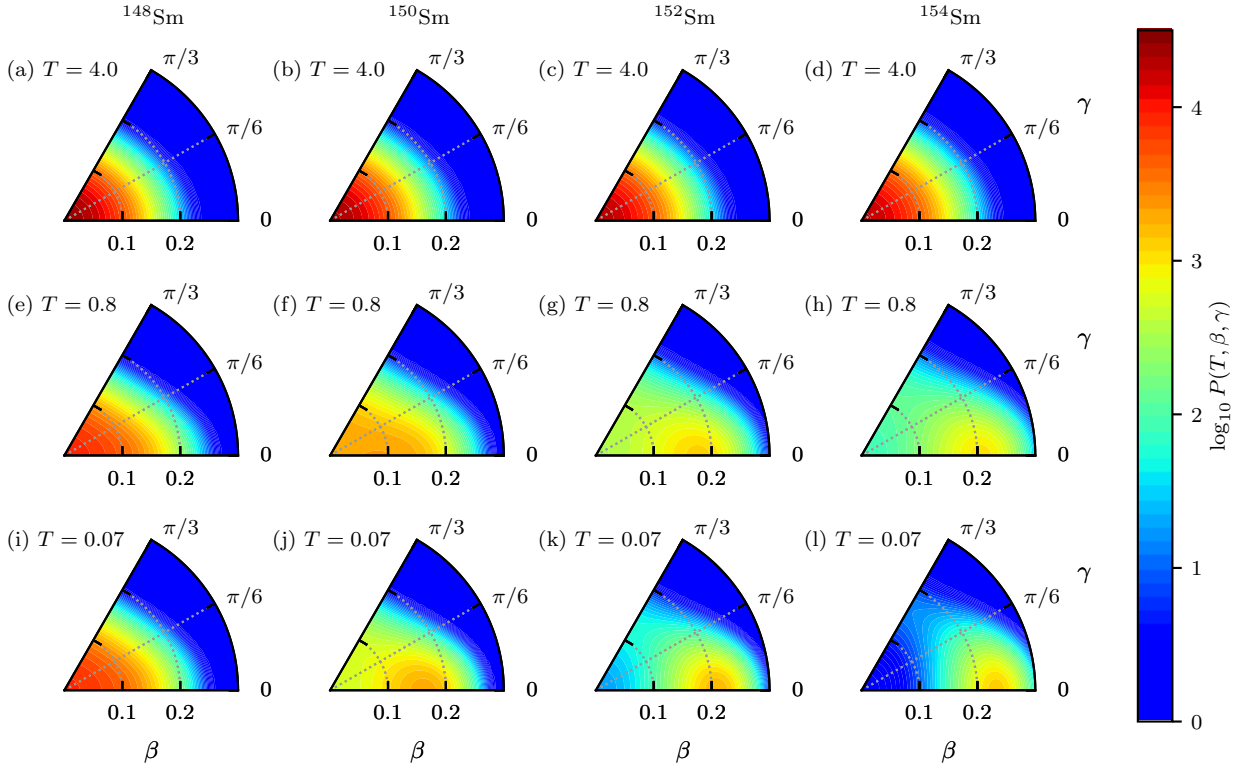 ¹⁴⁸Sm ¹⁵⁰Sm ¹⁵²Sm ¹⁵⁴Sm
(a) T = 4.0 π/3 (b) T = 4.0 π/3 (c) T = 4.0 π/3 (d) T = 4.0 π/3
γ
π/6 π/6 π/6 π/6
0 0 0 0
0.1 0.2 0.1 0.2 0.1 0.2 0.1 0.2
(e) T = 0.8 π/3 (f) T = 0.8 π/3 (g) T = 0.8 π/3 (h) T = 0.8 π/3
γ
π/6 π/6 π/6 π/6
0 0 0 0
0.1 0.2 0.1 0.2 0.1 0.2 0.1 0.2
(i) T = 0.07 π/3 (j) T = 0.07 π/3 (k) T = 0.07 π/3 (l) T = 0.07 π/3
γ
π/6 π/6 π/6 π/6
0 0 0 0
0.1 0.2 0.1 0.2 0.1 0.2 0.1 0.2
β β β β
4
3
2
1
0
log₁₀ P(T, β, γ)